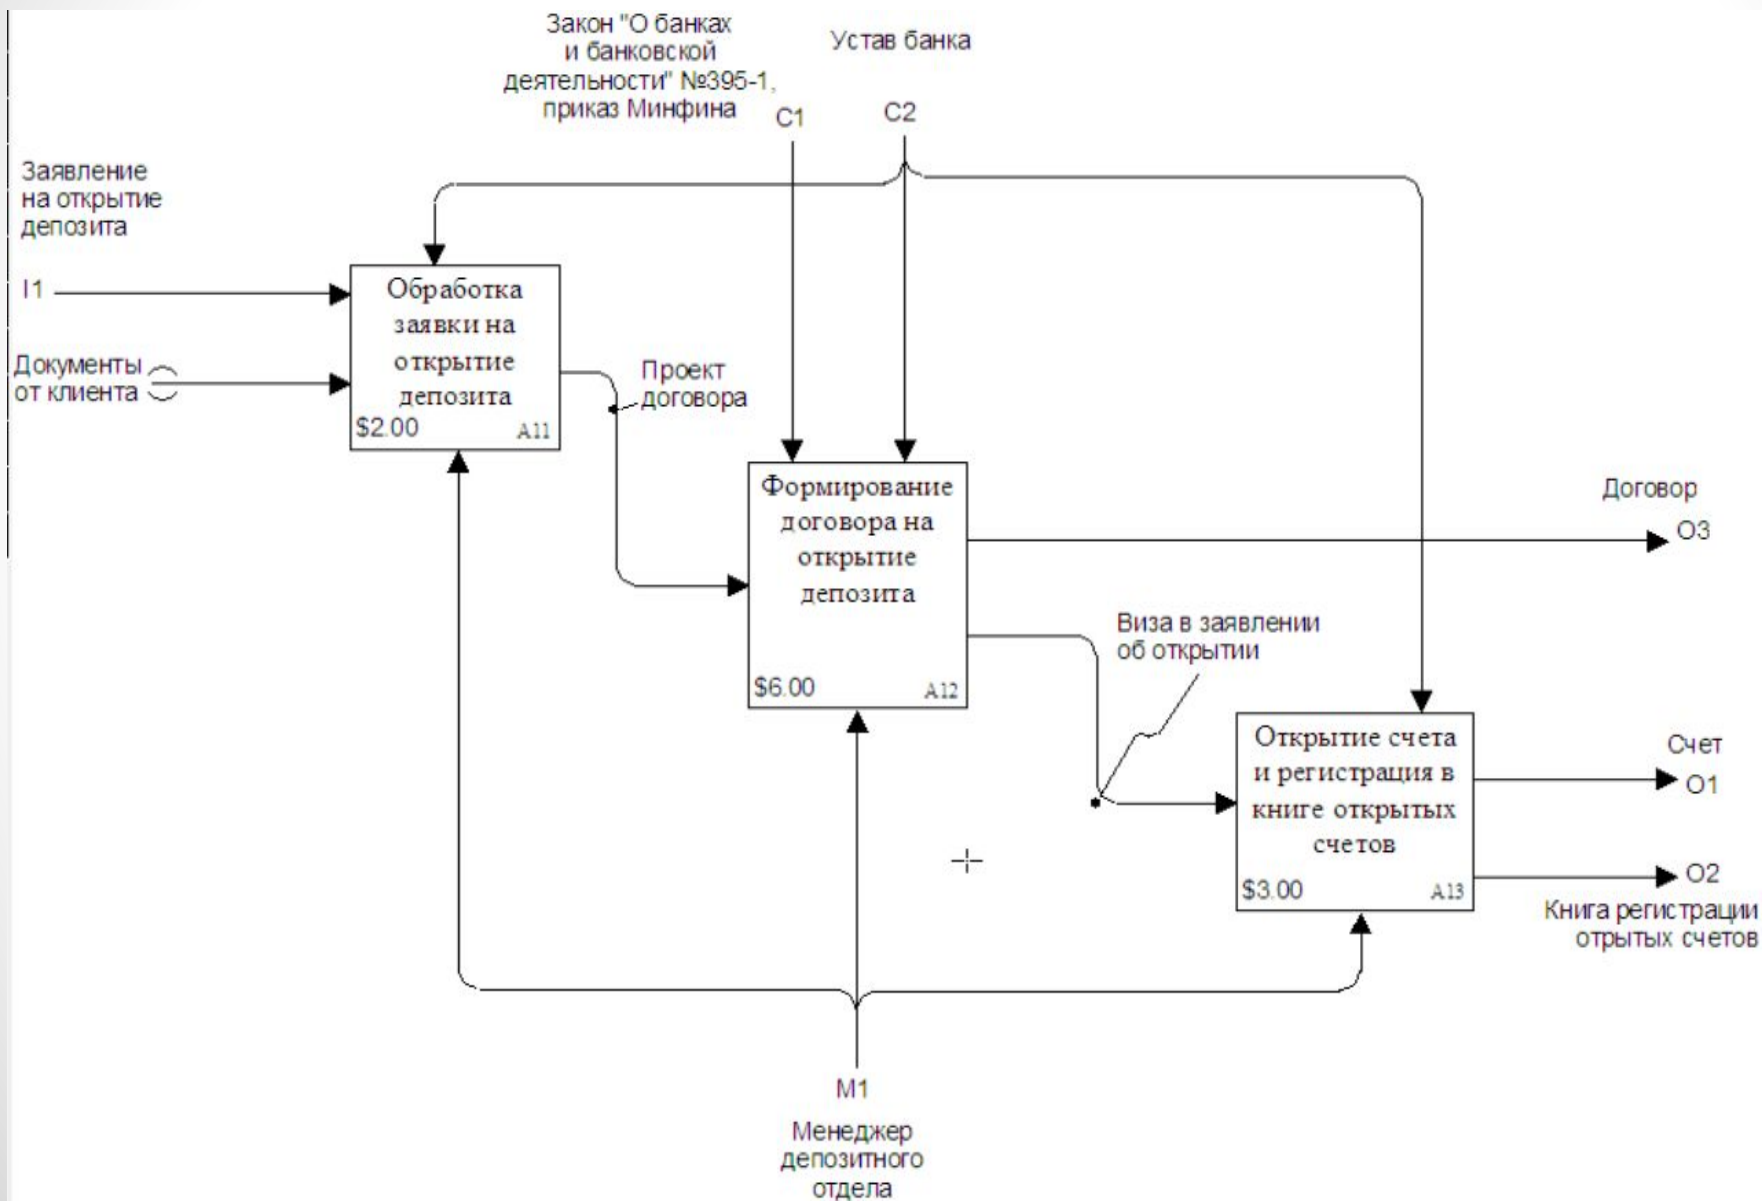 Закон "О банках
и банковской
деятельности" №395-1,
приказ Минфина
C1
Устав банка
C2
Заявление
на открытие
депозита
I1
Документы
от клиента
Обработка
заявки на
открытие
депозита
$2.00
A11
Проект
договора
Формирование
договора на
открытие
депозита
$6.00
A12
Договор
O3
Виза в заявлении
об открытии
Открытие счета
и регистрация в
книге открытых
счетов
$3.00
A13
Счет
O1
O2
Книга регистрации
отрытых счетов
M1
Менеджер
депозитного
отдела